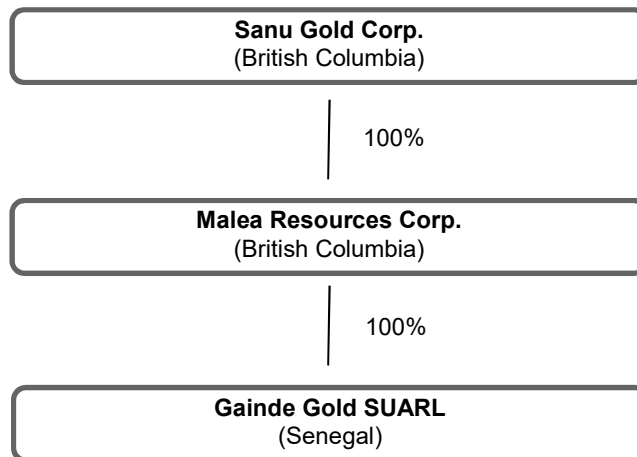 Sanu Gold Corp.
(British Columbia)
100%
Malea Resources Corp.
(British Columbia)
100%
Gainde Gold SUARL
(Senegal)